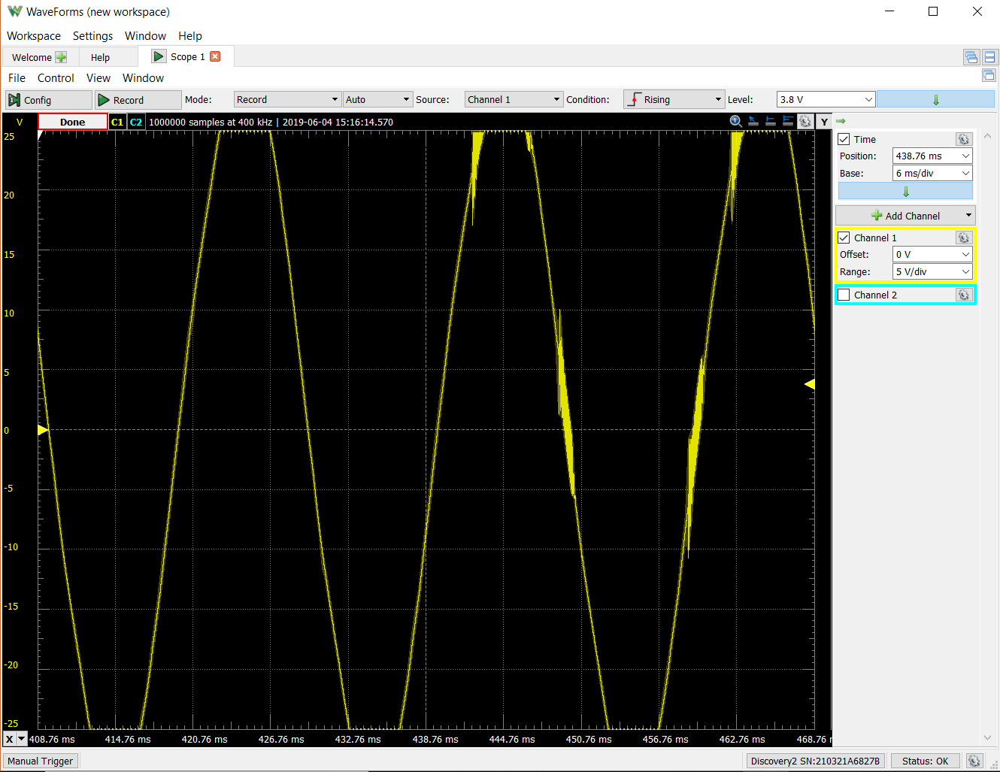 WaveForms (new workspace)
Workspace Settings Window Help
Welcome Help Scope 1
File Control View Window
Config Record Mode: Record Auto Source: Channel 1 Condition: Rising Level: 3.8 V
V Done C1 C2 1000000 samples at 400 kHz | 2019-06-04 15:16:14.570 Y
25
20
15
10
5
0
-5
-10
-15
-20
-25
X 408.76 ms 414.76 ms 420.76 ms 426.76 ms 432.76 ms 438.76 ms 444.76 ms 450.76 ms 456.76 ms 462.76 ms 468.76 r
Time
Position: 438.76 ms
Base: 6 ms/div
Add Channel
Channel 1
Offset: 0 V
Range: 5 V/div
Channel 2
Manual Trigger Discovery2 SN:210321A6827B Status: OK